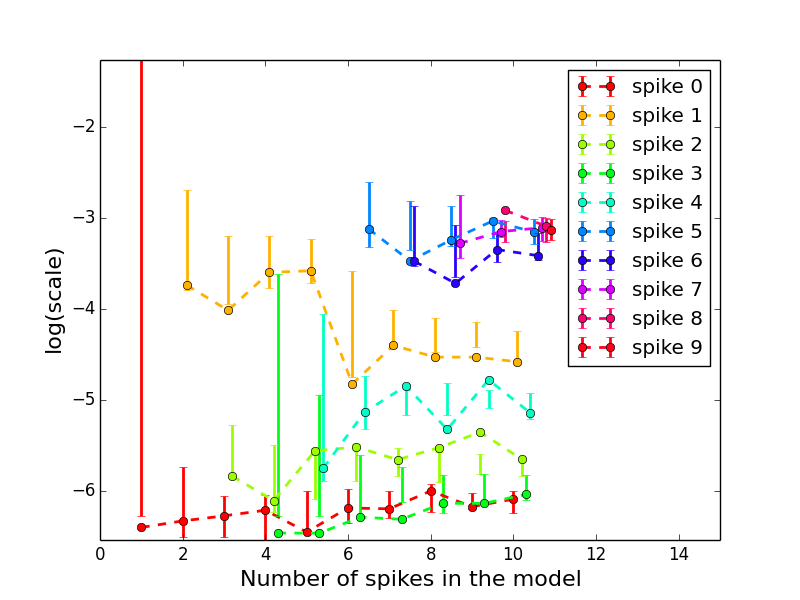 −2
−3
−4
−5
−6
0 2 4 6 8 10 12 14
log(scale)
Number of spikes in the model
spike 0
spike 1
spike 2
spike 3
spike 4
spike 5
spike 6
spike 7
spike 8
spike 9